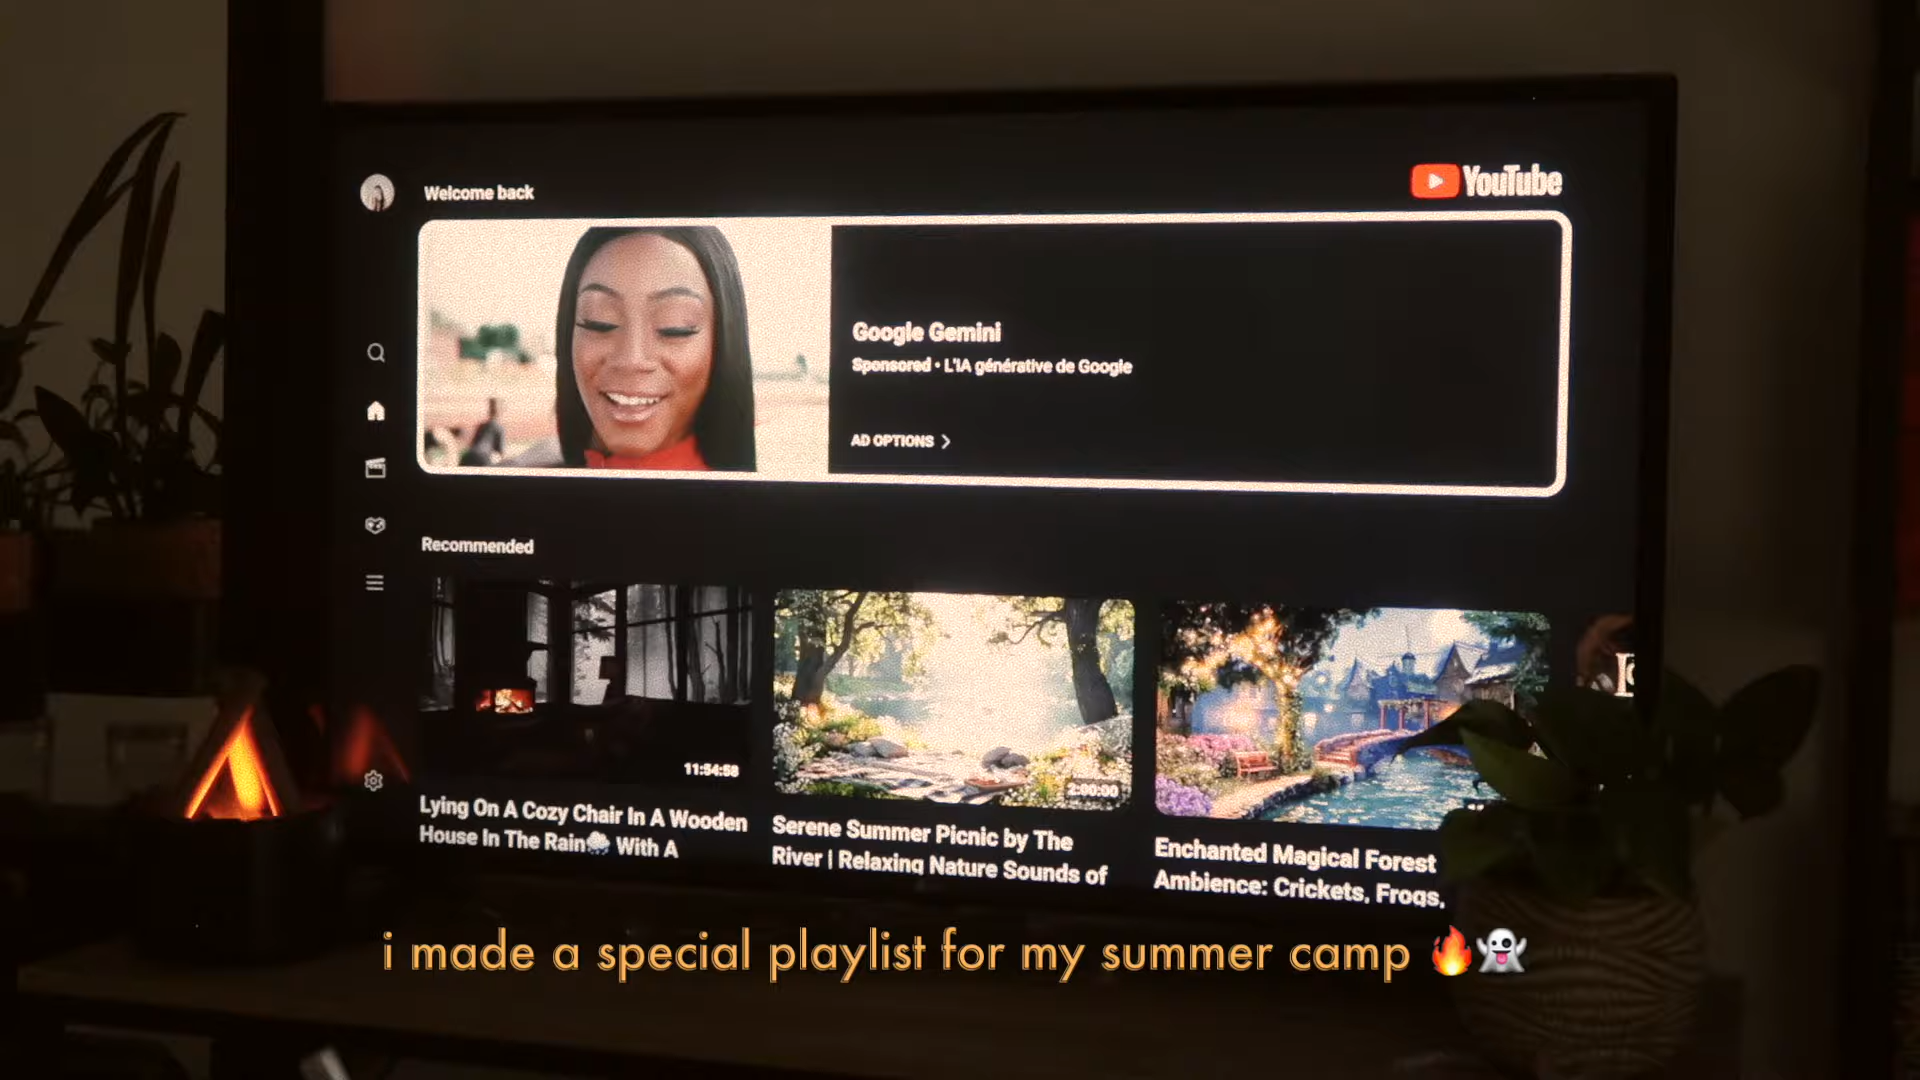 Welcome back
YouTube
Google Gemini
Sponsored • L'IA générative de Google
AD OPTIONS
Recommended
11:54:58
Lying On A Cozy Chair In A Wooden
House In The Rain🌧 With A
2:00:00
Serene Summer Picnic by The
River | Relaxing Nature Sounds of
Enchanted Magical Forest
Ambience: Crickets, Frogs,
i made a special playlist for my summer camp 🔥👻